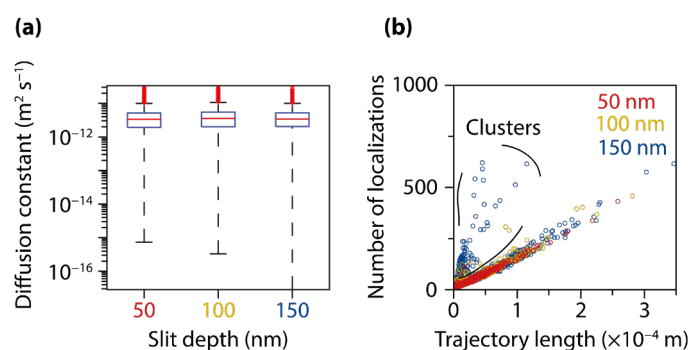 (a)
Diffusion constant (m² s⁻¹)
10⁻¹²
10⁻¹⁴
10⁻¹⁶
50 100 150
Slit depth (nm)
(b)
Number of localizations
1000
500
0
Clusters
50 nm
100 nm
150 nm
0 1 2 3
Trajectory length (×10⁻⁴ m)